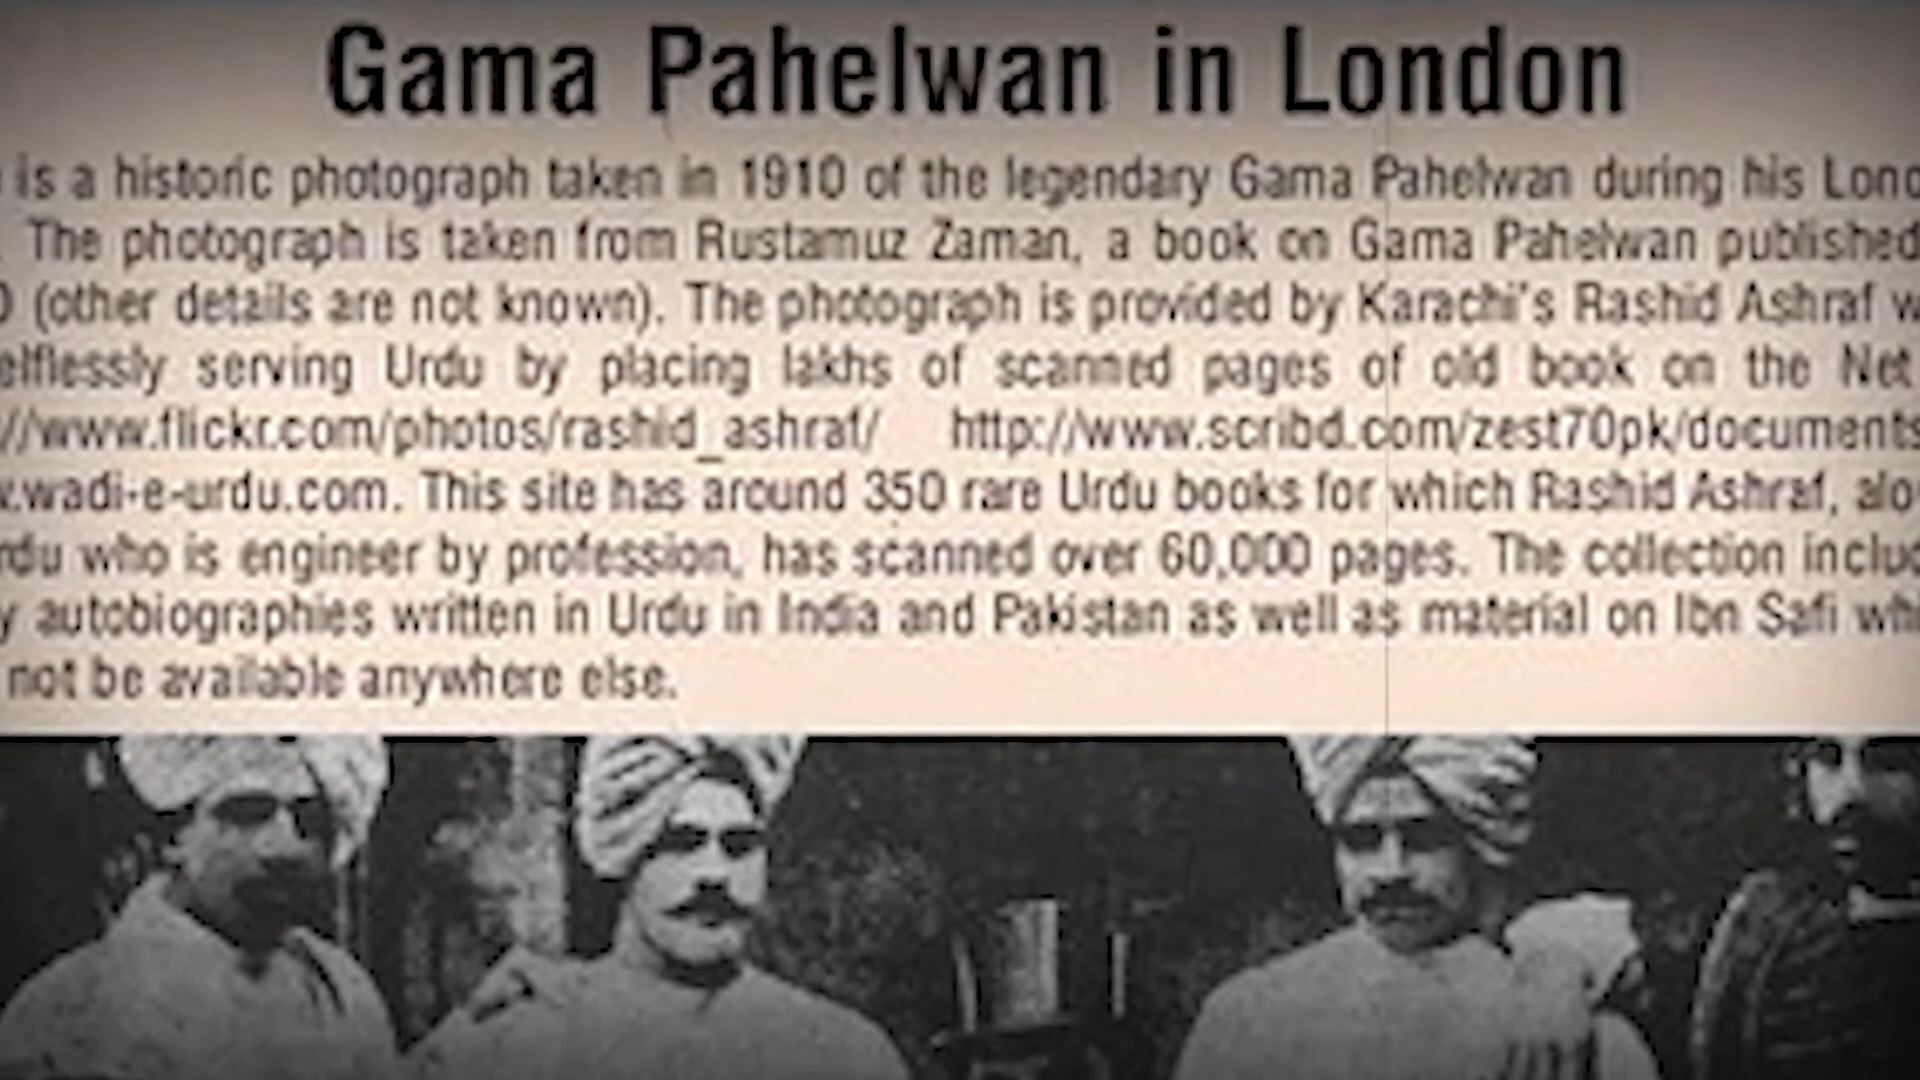 Gama Pahelwan in London
is a historic photograph taken in 1910 of the legendary Gama Pahelwan during his Lond
The photograph is taken from Rustamuz Zaman, a book on Gama Pahelwan published
0 (other details are not known). The photograph is provided by Karachi's Rashid Ashraf w
elflessly serving Urdu by placing lakhs of scanned pages of old book on the Net
://www.flickr.com/photos/rashid_ashraf/ http://www.scribd.com/zest70pk/documents
w.wadi-e-urdu.com. This site has around 350 rare Urdu books for which Rashid Ashraf, alo
rdu who is engineer by profession, has scanned over 60,000 pages. The collection includ
y autobiographies written in Urdu in India and Pakistan as well as material on Ibn Safi whi
not be available anywhere else.